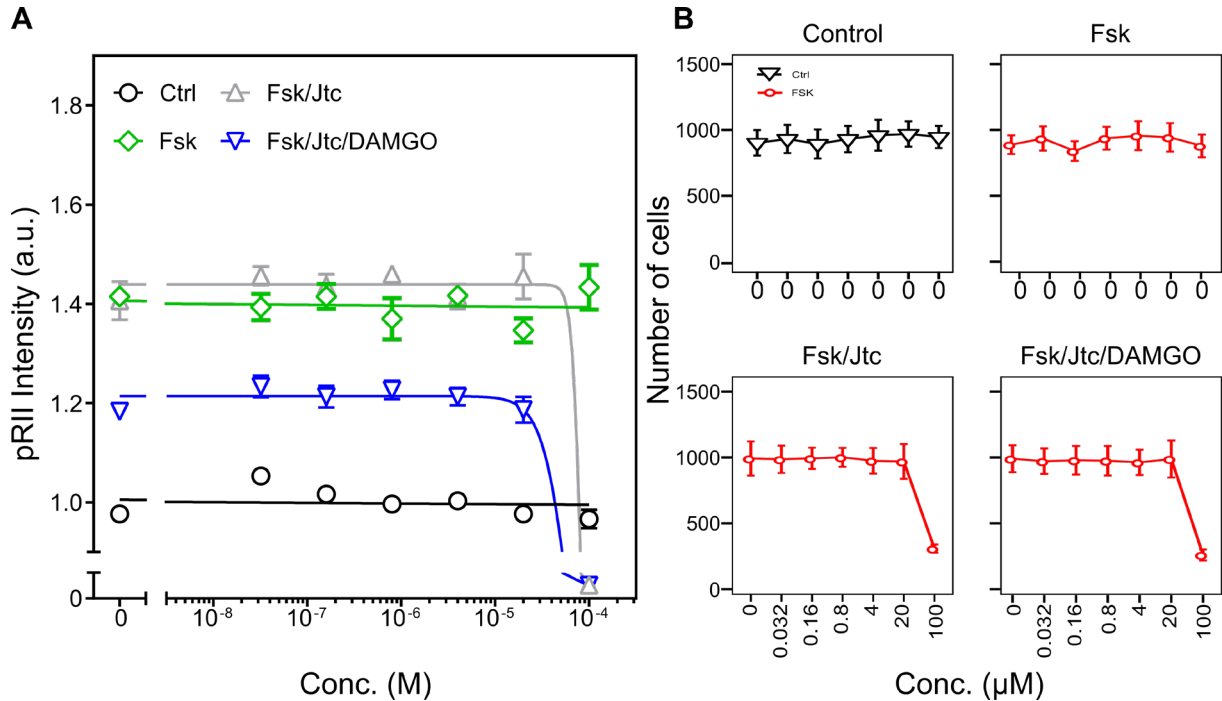 A
B
Ctrl
Fsk/Jtc
Fsk
Fsk/Jtc/DAMGO
pRII Intensity (a.u.)
1.8
1.6
1.4
1.2
1.0
0
0
10-8
10-7
10-6
10-5
10-4
Conc. (M)
Number of cells
Control
Ctrl
FSK
1500
1000
500
0
0 0 0 0 0 0 0
Fsk
0 0 0 0 0 0 0
Fsk/Jtc
1000
500
0
0 0.032 0.16 0.8 4 20 100
Fsk/Jtc/DAMGO
0 0.032 0.16 0.8 4 20 100
Conc. (µM)